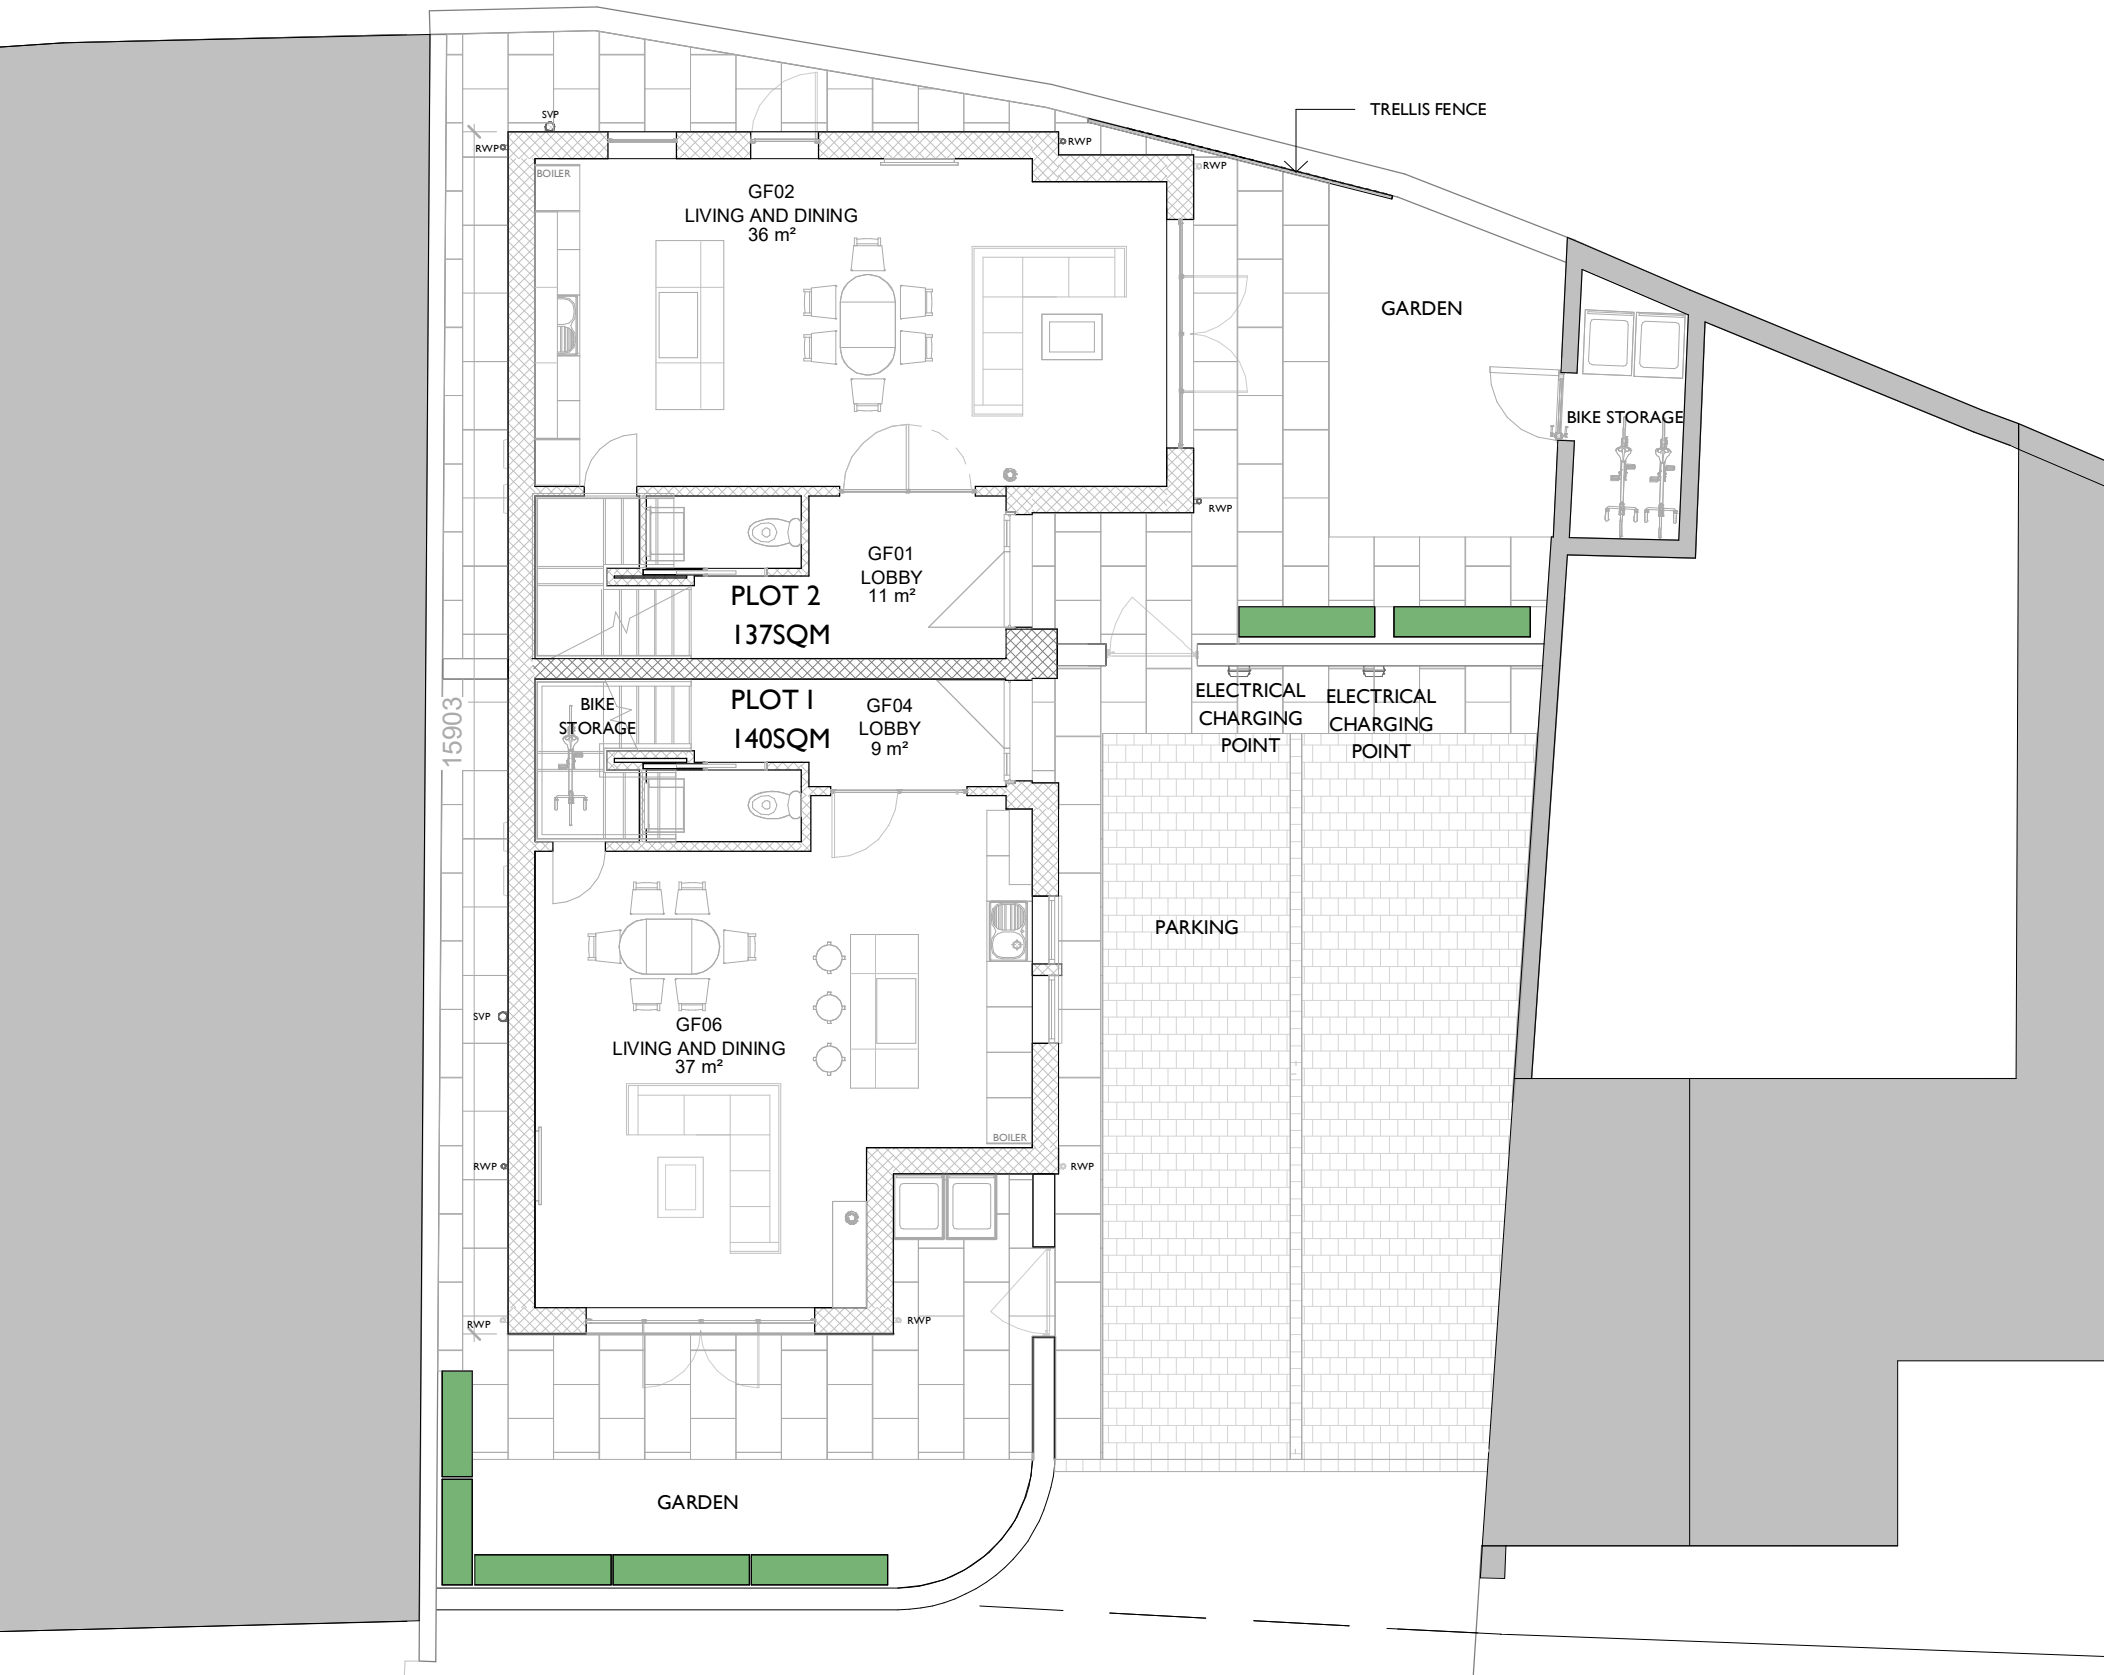 TRELLIS FENCE
SVP
RWP
RWP
RWP
BOILER
GF02
LIVING AND DINING
36 m²
GARDEN
BIKE STORAGE
RWP
GF01
LOBBY
11 m²
PLOT 2
137SQM
PLOT 1
140SQM
BIKE
STORAGE
GF04
LOBBY
9 m²
ELECTRICAL
CHARGING
POINT
ELECTRICAL
CHARGING
POINT
15903
PARKING
SVP
GF06
LIVING AND DINING
37 m²
BOILER
RWP
RWP
RWP
RWP
GARDEN